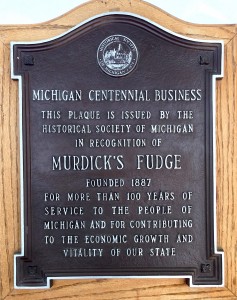 MICHIGAN CENTENNIAL BUSINESS
THIS PLAQUE IS ISSUED BY THE
HISTORICAL SOCIETY OF MICHIGAN
IN RECOGNITION OF
MURDICK'S FUDGE
FOUNDED 1887
FOR MORE THAN 100 YEARS OF
SERVICE TO THE PEOPLE OF
MICHIGAN AND FOR CONTRIBUTING
TO THE ECONOMIC GROWTH AND
VITALITY OF OUR STATE